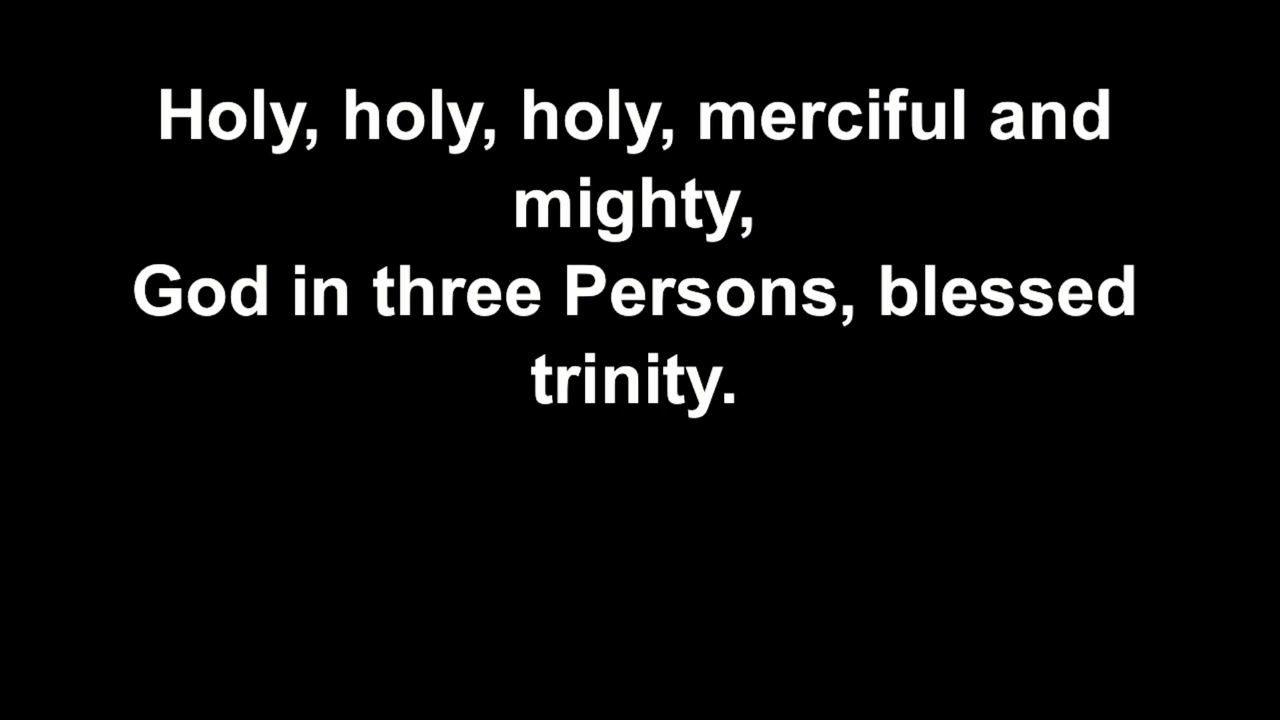 Holy, holy, holy, merciful and
mighty,
God in three Persons, blessed
trinity.